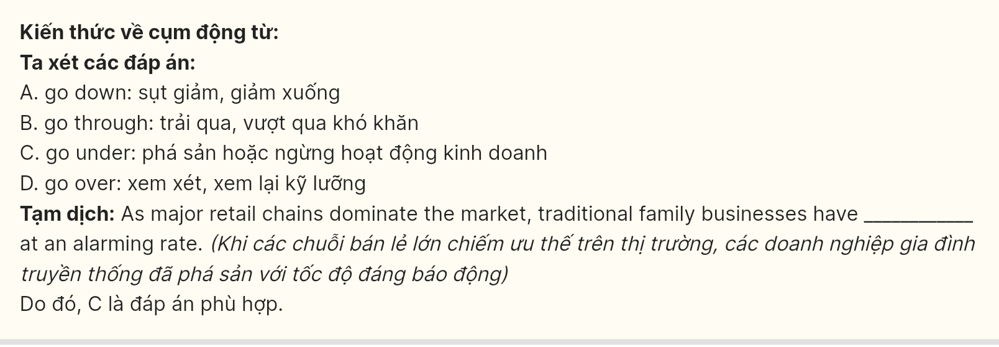 Kiến thức về cụm động từ:
Ta xét các đáp án:
A. go down: sụt giảm, giảm xuống
B. go through: trải qua, vượt qua khó khăn
C. go under: phá sản hoặc ngừng hoạt động kinh doanh
D. go over: xem xét, xem lại kỹ lưỡng
Tạm dịch: As major retail chains dominate the market, traditional family businesses have ____________
at an alarming rate. (Khi các chuỗi bán lẻ lớn chiếm ưu thế trên thị trường, các doanh nghiệp gia đình
truyền thống đã phá sản với tốc độ đáng báo động)
Do đó, C là đáp án phù hợp.